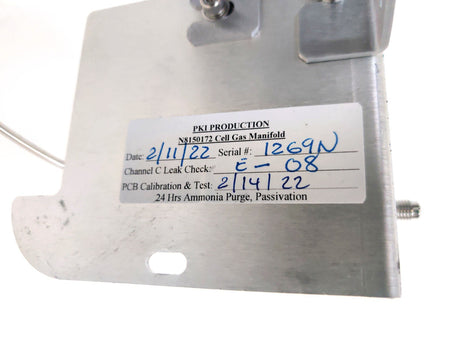 PKI PRODUCTION
N8150172 Cell Gas Manifold
Date: 2/11/22 Serial #: 1269N
Channel C Leak Check: E-08
PCB Calibration & Test: 2/14/22
24 Hrs Ammonia Purge, Passivation